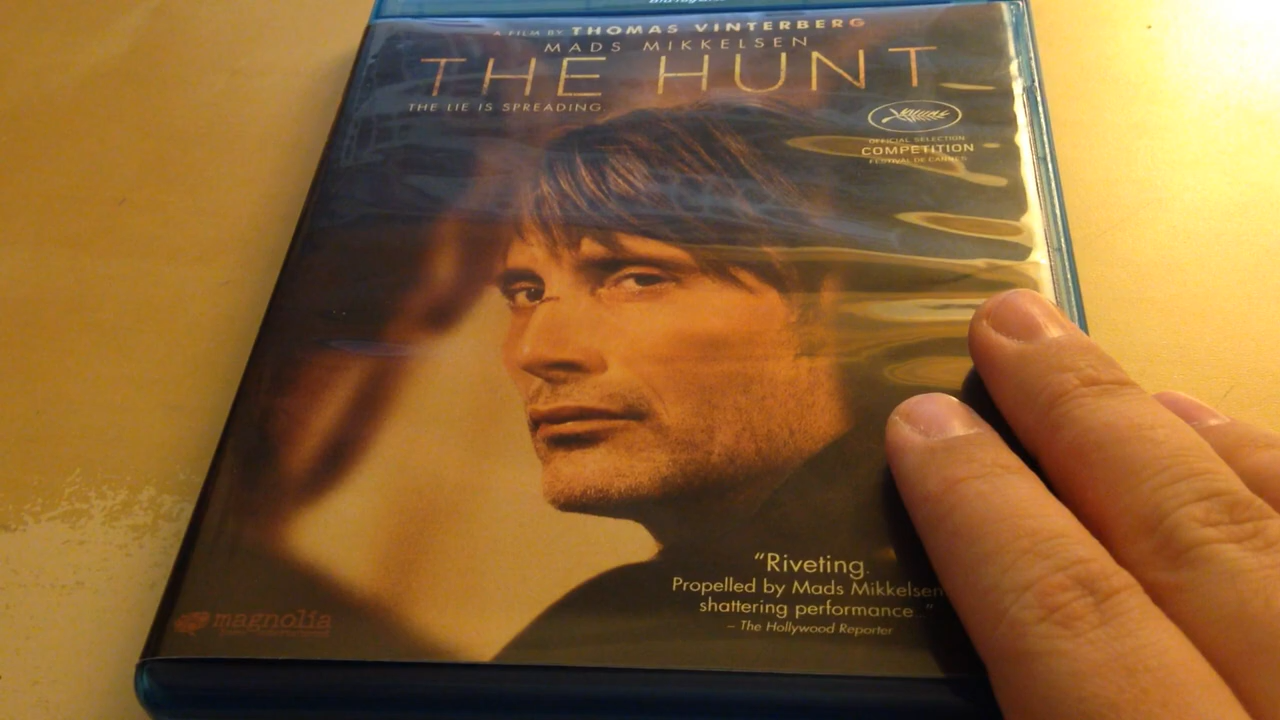 A FILM BY THOMAS VINTERBERG
MADS MIKKELSEN
THE HUNT
THE LIE IS SPREADING.
OFFICIAL SELECTION
COMPETITION
FESTIVAL DE CANNES
"Riveting.
Propelled by Mads Mikkelsen
shattering performance..."
– The Hollywood Reporter
magnolia